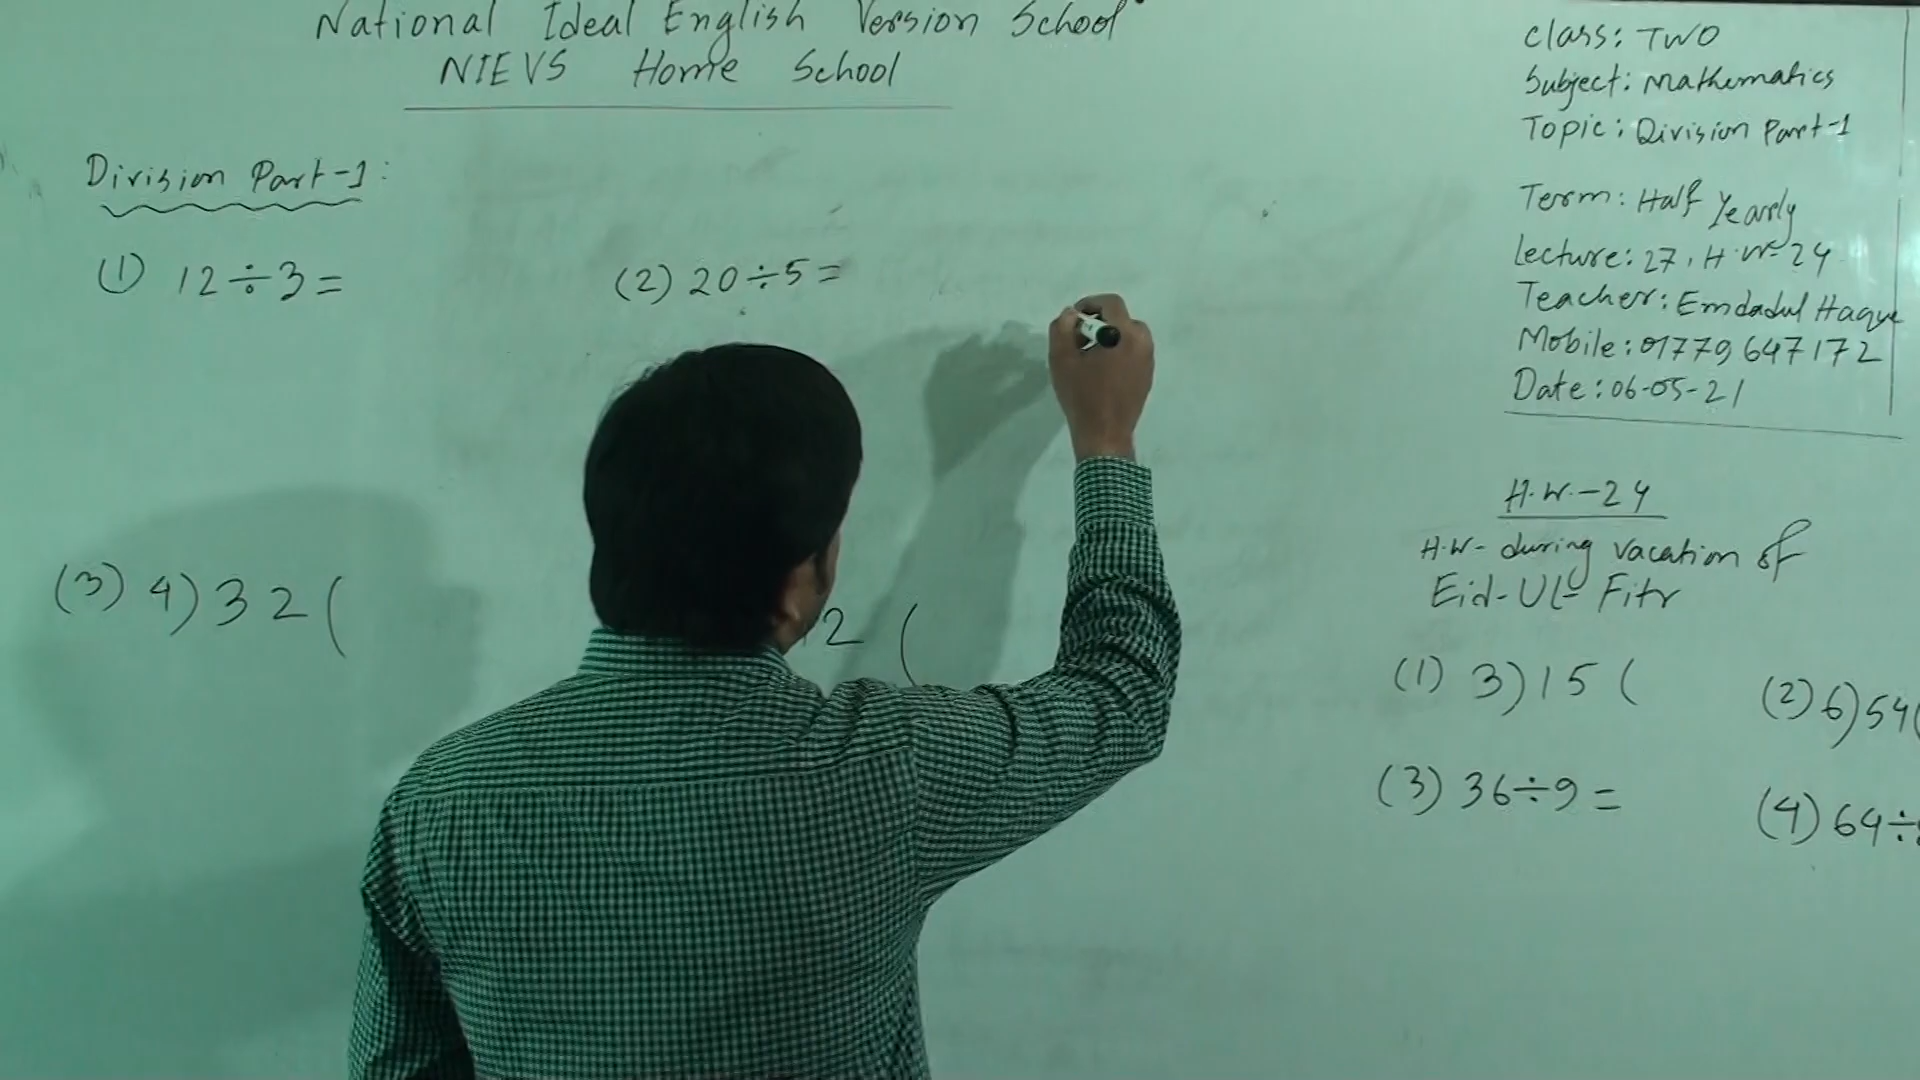 National Ideal English Version School
NIEVS Home School
Division Part-1:
(1) 12÷3=
(2) 20÷5=
(3) 4)32(
2 (
Class: TWO
Subject: Mathematics
Topic: Division Part-1
Term: Half Yearly
Lecture: 27, H.W-24
Teacher: Emdadul Haque
Mobile: 01779647172
Date: 06-05-21
H.W.-24
H.W- during vacation of
Eid-Ul-Fitr
(1) 3)15(
(2) 6)54(
(3) 36÷9=
(4) 64÷